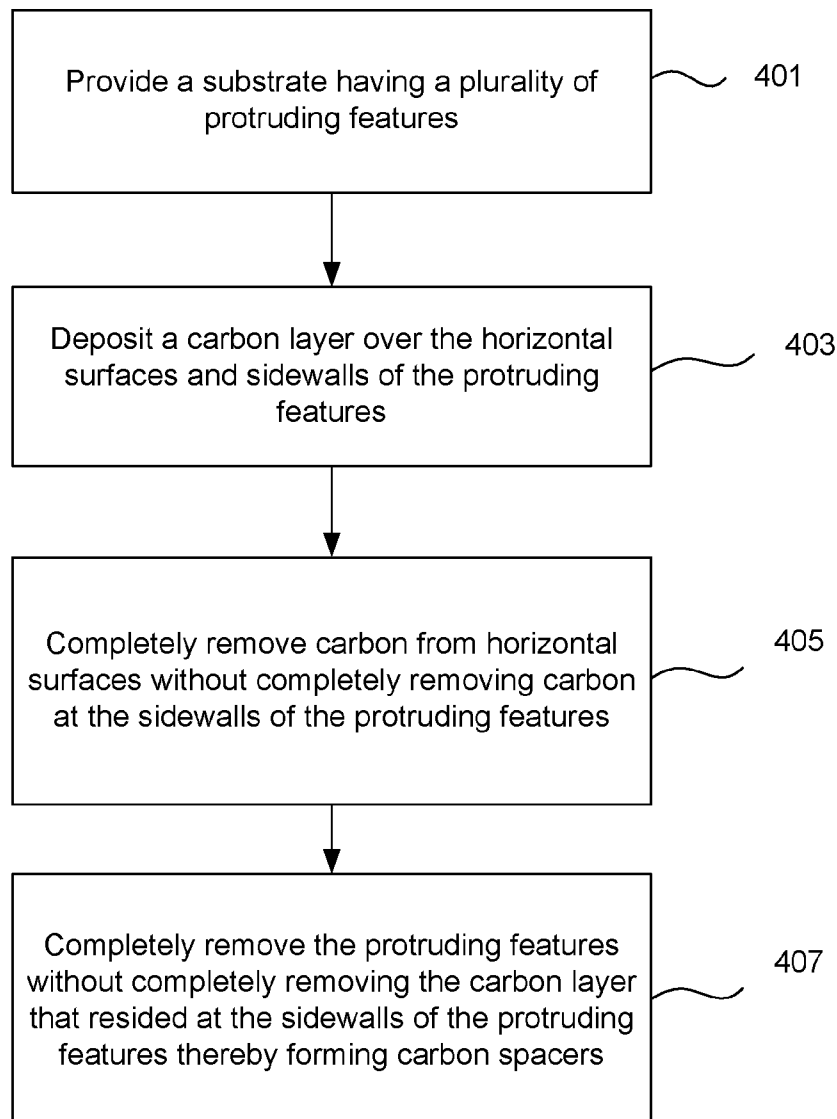 Provide a substrate having a plurality of
protruding features
401
Deposit a carbon layer over the horizontal
surfaces and sidewalls of the protruding
features
403
Completely remove carbon from horizontal
surfaces without completely removing carbon
at the sidewalls of the protruding features
405
Completely remove the protruding features
without completely removing the carbon layer
that resided at the sidewalls of the protruding
features thereby forming carbon spacers
407